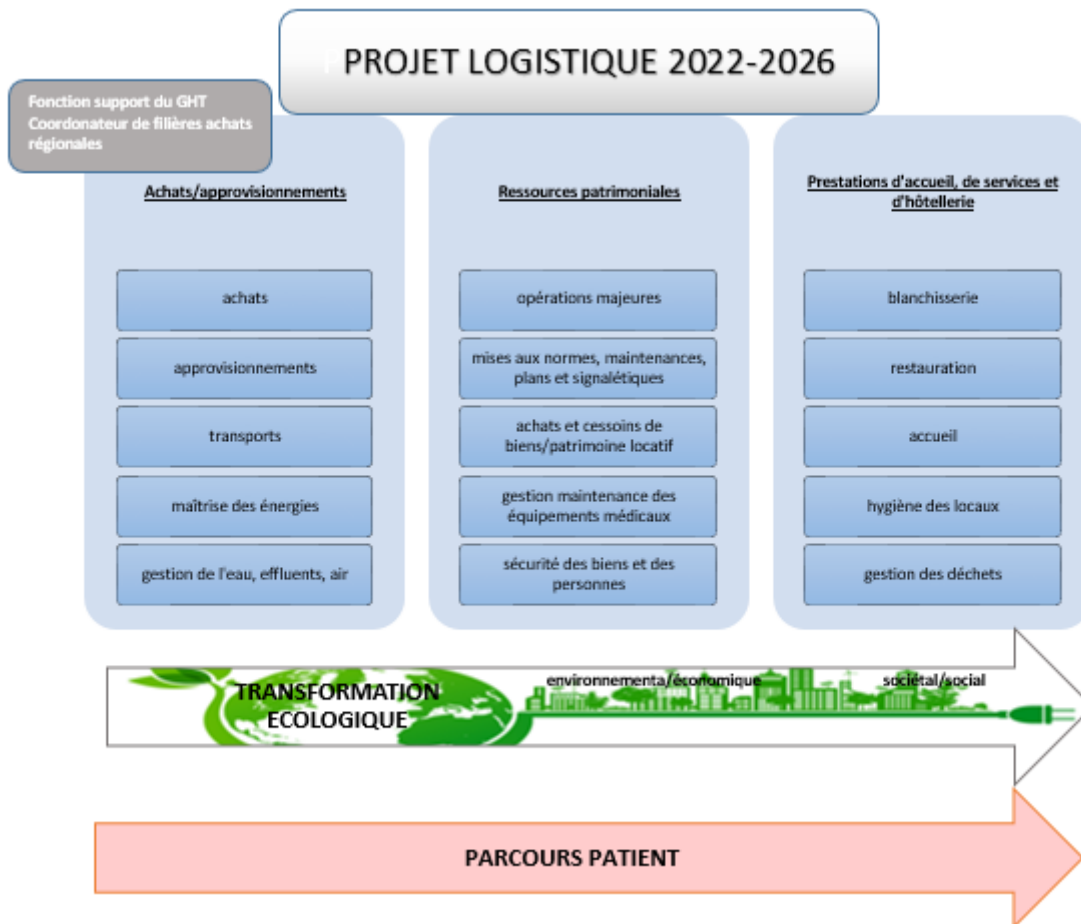 PROJET LOGISTIQUE 2022-2026
Fonction support du GHT
Coordonateur de filières achats
régionales
Achats/approvisionnements
achats
approvisionnements
transports
maîtrise des énergies
gestion de l'eau, effluents, air
Ressources patrimoniales
opérations majeures
mises aux normes, maintenances,
plans et signalétiques
achats et cessoins de
biens/patrimoine locatif
gestion maintenance des
équipements médicaux
sécurité des biens et des
personnes
Prestations d'accueil, de services et
d'hôtellerie
blanchisserie
restauration
accueil
hygiène des locaux
gestion des déchets
TRANSFORMATION
ECOLOGIQUE
environnementa/économique
sociétal/social
PARCOURS PATIENT